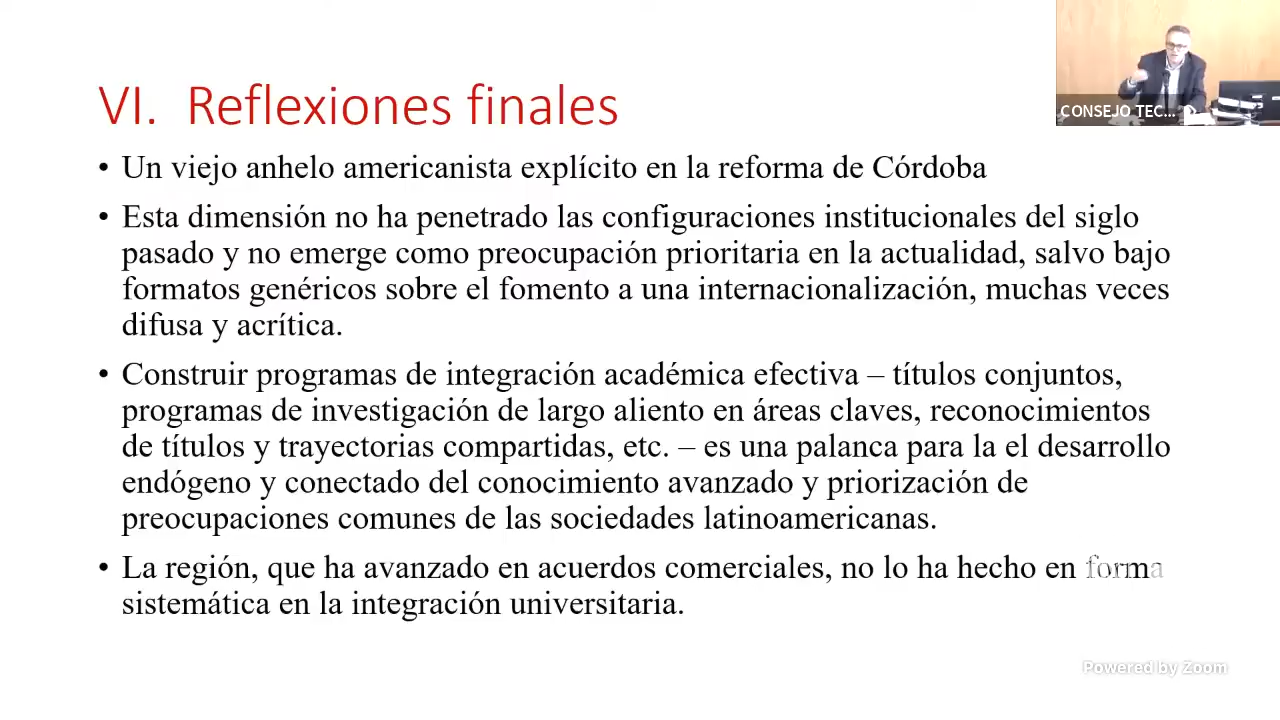 CONSEJO TEC...
VI. Reflexiones finales
• Un viejo anhelo americanista explícito en la reforma de Córdoba
• Esta dimensión no ha penetrado las configuraciones institucionales del siglo
pasado y no emerge como preocupación prioritaria en la actualidad, salvo bajo
formatos genéricos sobre el fomento a una internacionalización, muchas veces
difusa y acrítica.
• Construir programas de integración académica efectiva – títulos conjuntos,
programas de investigación de largo aliento en áreas claves, reconocimientos
de títulos y trayectorias compartidas, etc. – es una palanca para la el desarrollo
endógeno y conectado del conocimiento avanzado y priorización de
preocupaciones comunes de las sociedades latinoamericanas.
• La región, que ha avanzado en acuerdos comerciales, no lo ha hecho en forma
sistemática en la integración universitaria.
Powered by Zoom